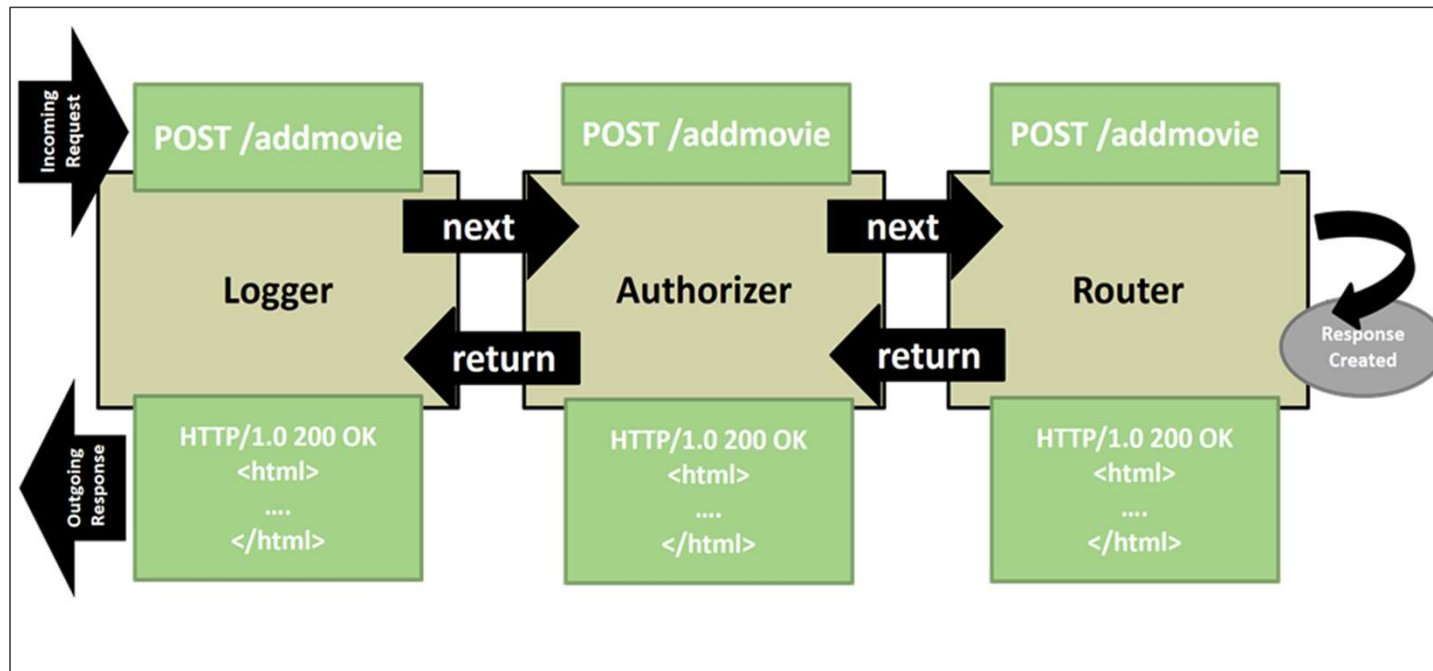 Incoming
Request
POST /addmovie
POST /addmovie
POST /addmovie
next
next
Logger
Authorizer
Router
return
return
Response
Created
Outgoing
Response
HTTP/1.0 200 OK
<html>
....
</html>
HTTP/1.0 200 OK
<html>
....
</html>
HTTP/1.0 200 OK
<html>
....
</html>